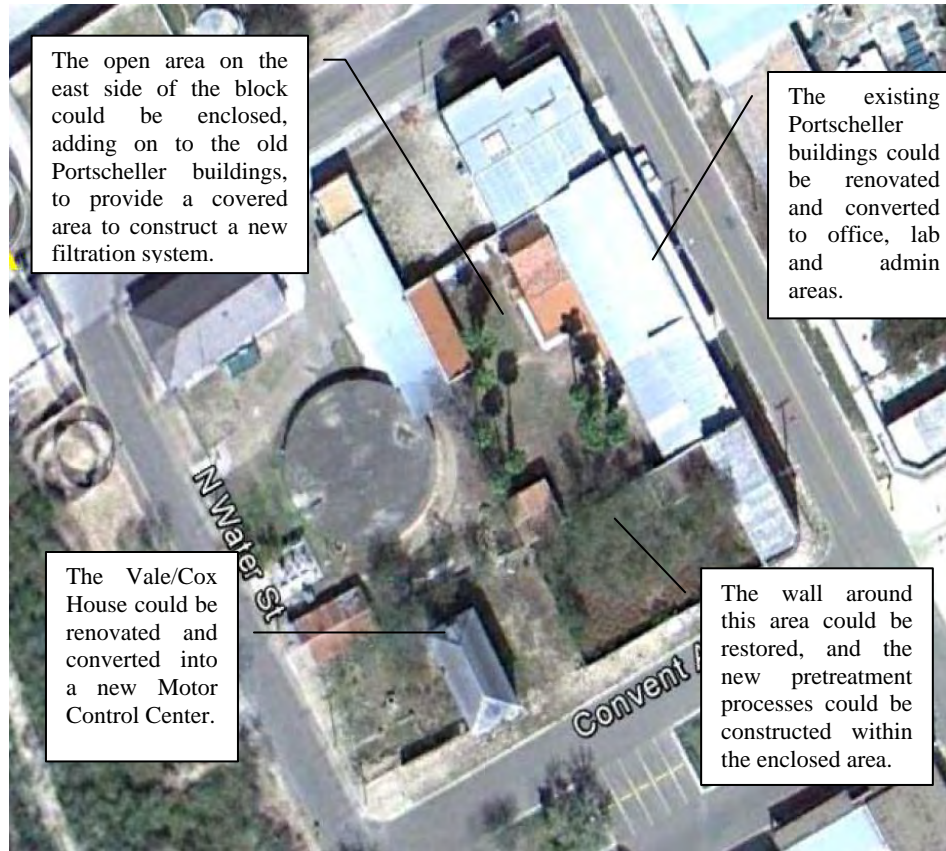 The open area on the
east side of the block
could be enclosed,
adding on to the old
Portscheller buildings,
to provide a covered
area to construct a new
filtration system.
The existing
Portscheller
buildings could
be renovated
and converted
to office, lab
and admin
areas.
N Water St
The Vale/Cox
House could be
renovated and
converted into
a new Motor
Control Center.
Convent A
The wall around
this area could be
restored, and the
new pretreatment
processes could be
constructed within
the enclosed area.